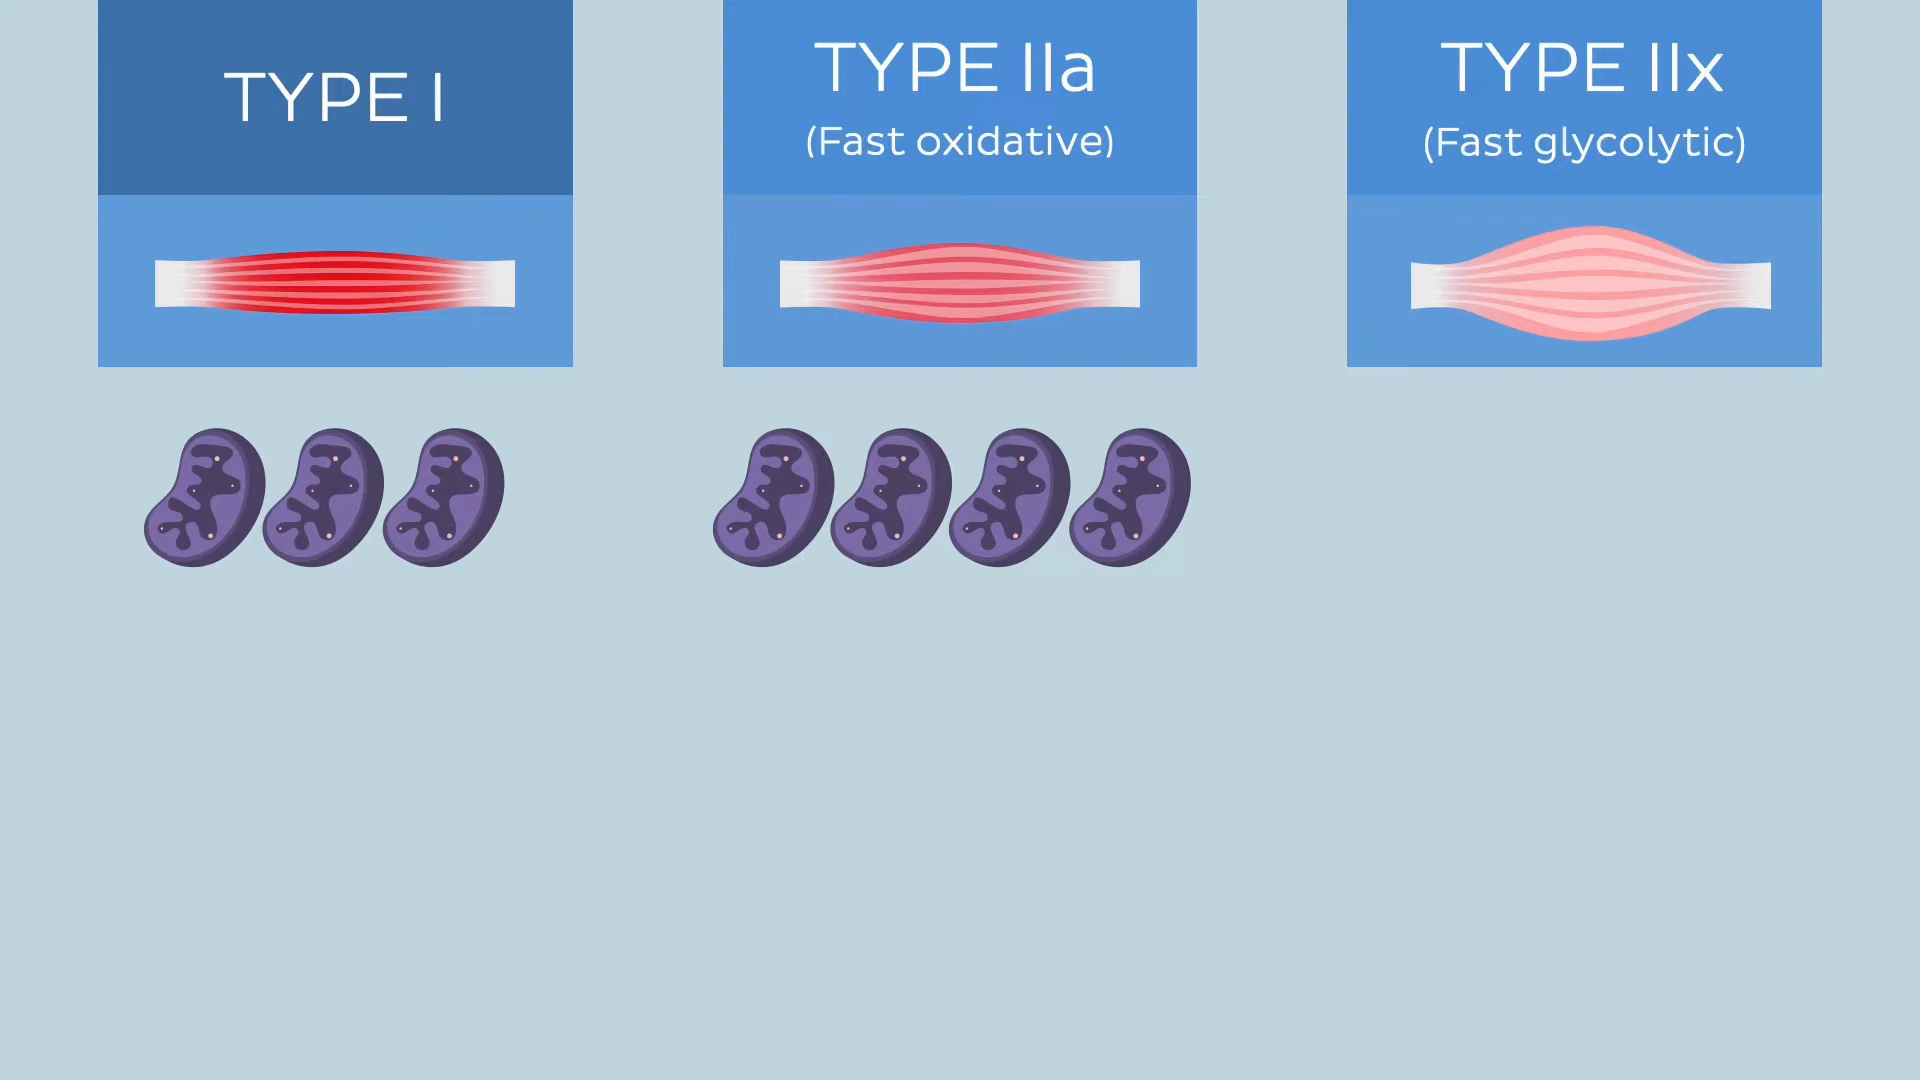 TYPE I
TYPE IIa
(Fast oxidative)
TYPE IIx
(Fast glycolytic)